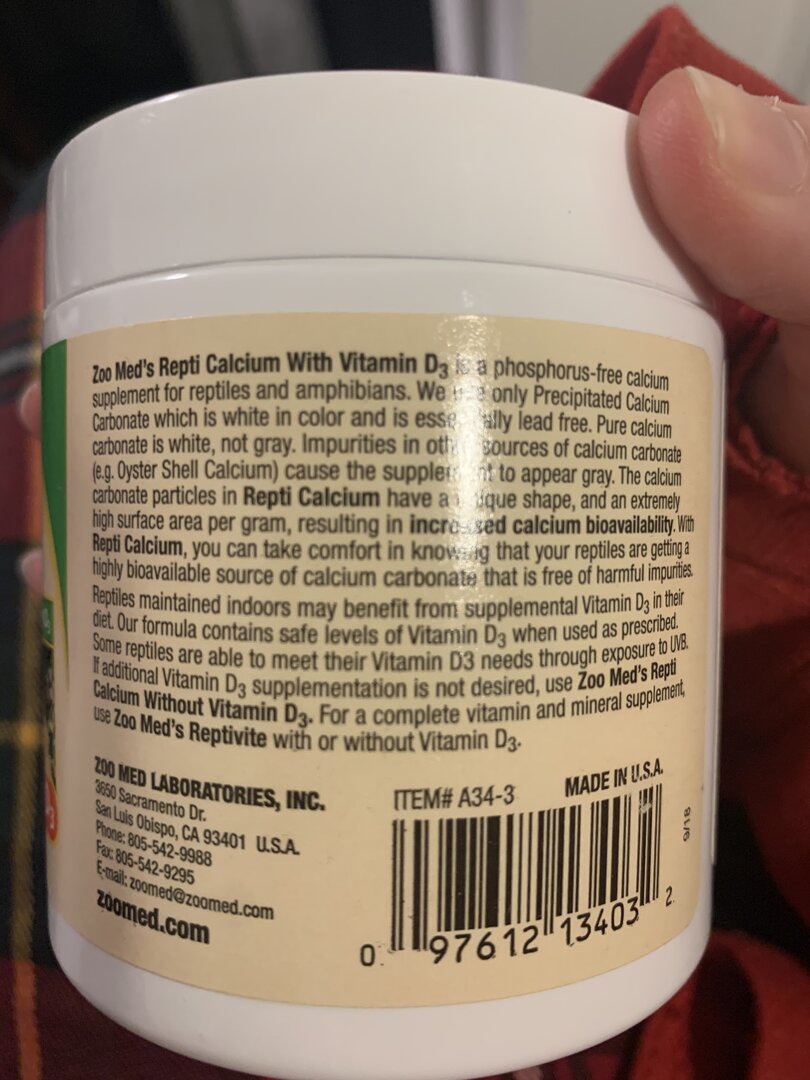 Zoo Med's Repti Calcium With Vitamin D3 is a phosphorus-free calcium
supplement for reptiles and amphibians. We use only Precipitated Calcium
Carbonate which is white in color and is essentially lead free. Pure calcium
carbonate is white, not gray. Impurities in other sources of calcium carbonate
(e.g. Oyster Shell Calcium) cause the supplement to appear gray. The calcium
carbonate particles in Repti Calcium have a unique shape, and an extremely
high surface area per gram, resulting in increased calcium bioavailability. With
Repti Calcium, you can take comfort in knowing that your reptiles are getting a
highly bioavailable source of calcium carbonate that is free of harmful impurities.
Reptiles maintained indoors may benefit from supplemental Vitamin D3 in their
diet. Our formula contains safe levels of Vitamin D3 when used as prescribed.
Some reptiles are able to meet their Vitamin D3 needs through exposure to UVB.
If additional Vitamin D3 supplementation is not desired, use Zoo Med's Repti
Calcium Without Vitamin D3. For a complete vitamin and mineral supplement,
use Zoo Med's Reptivite with or without Vitamin D3.
ZOO MED LABORATORIES, INC.
3650 Sacramento Dr.
San Luis Obispo, CA 93401 U.S.A.
Phone: 805-542-9988
Fax: 805-542-9295
E-mail: zoomed@zoomed.com
zoomed.com
ITEM# A34-3
MADE IN U.S.A.
9/18
0 97612 13403 2